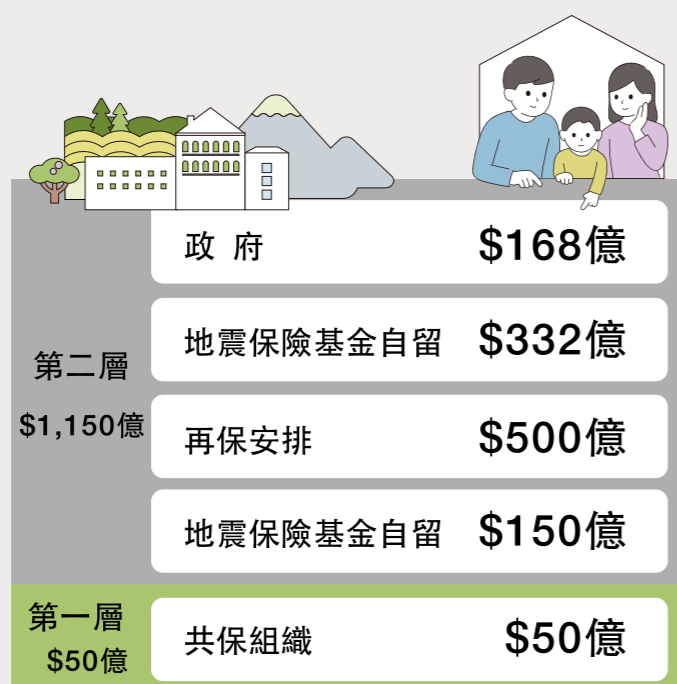 政府 $168億
第二層
$1,150億
地震保險基金自留 $332億
再保安排 $500億
地震保險基金自留 $150億
第一層
$50億
共保組織 $50億